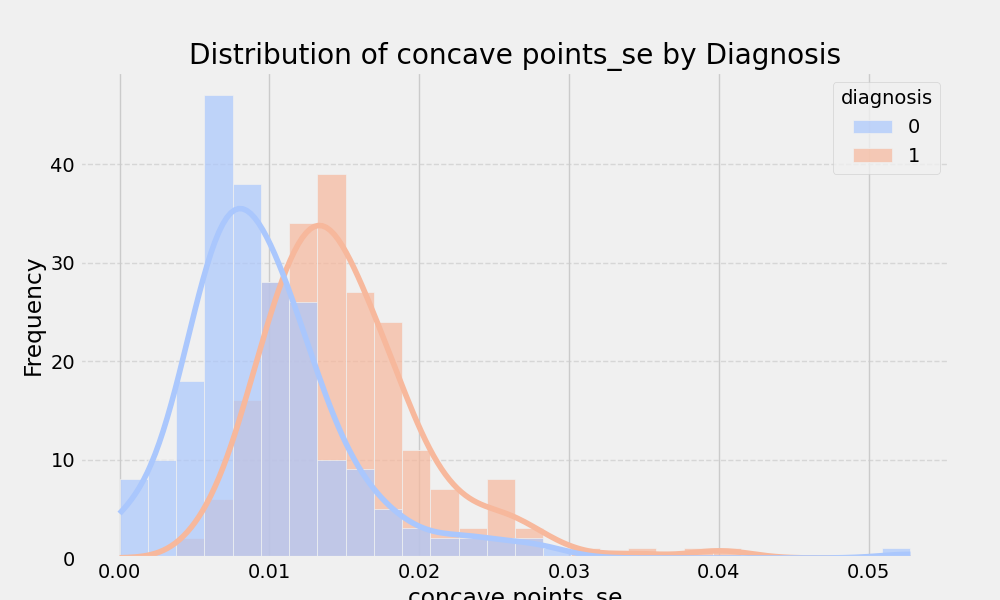 Distribution of concave points_se by Diagnosis
diagnosis
0
1
Frequency
40
30
20
10
0
0.00 0.01 0.02 0.03 0.04 0.05
concave points_se